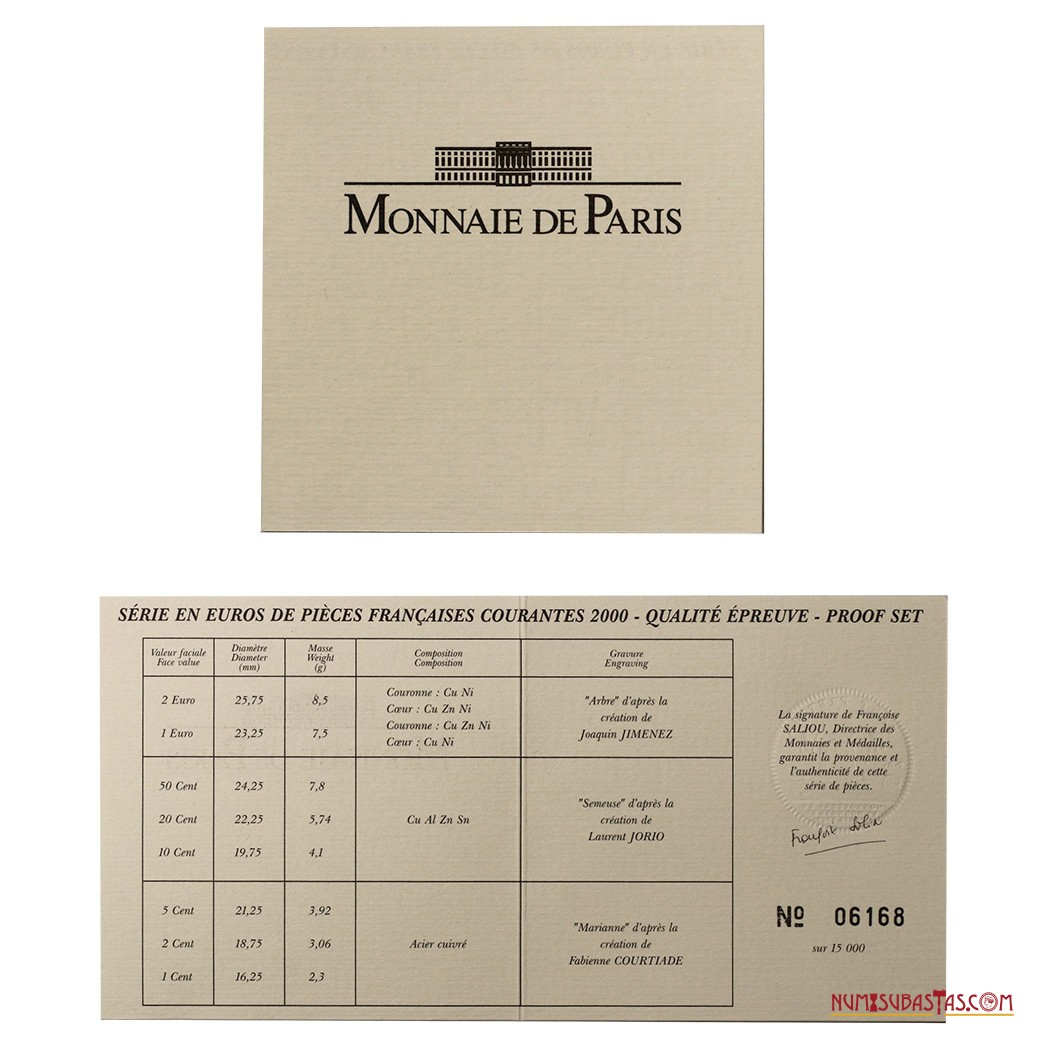 MONNAIE DE PARIS
SÉRIE EN EUROS DE PIÈCES FRANÇAISES COURANTES 2000 - QUALITÉ ÉPREUVE - PROOF SET
Valeur faciale
Face value
Diamètre
Diameter
(mm)
Masse
Weight
(g)
Composition
Composition
Gravure
Engraving
2 Euro
25,75
8,5
Couronne : Cu Ni
Cœur : Cu Zn Ni
1 Euro
23,25
7,5
Couronne : Cu Zn Ni
Cœur : Cu Ni
"Arbre" d'après la
création de
Joaquin JIMENEZ
50 Cent
24,25
7,8
20 Cent
22,25
5,74
10 Cent
19,75
4,1
Cu Al Zn Sn
"Semeuse" d'après la
création de
Laurent JORIO
5 Cent
21,25
3,92
2 Cent
18,75
3,06
1 Cent
16,25
2,3
Acier cuivré
"Marianne" d'après la
création de
Fabienne COURTIADE
La signature de Françoise
SALIOU, Directrice des
Monnaies et Médailles,
garantit la provenance et
l'authenticité de cette
série de pièces.
Nº 06168
sur 15 000
NUMISUBASTAS.COM